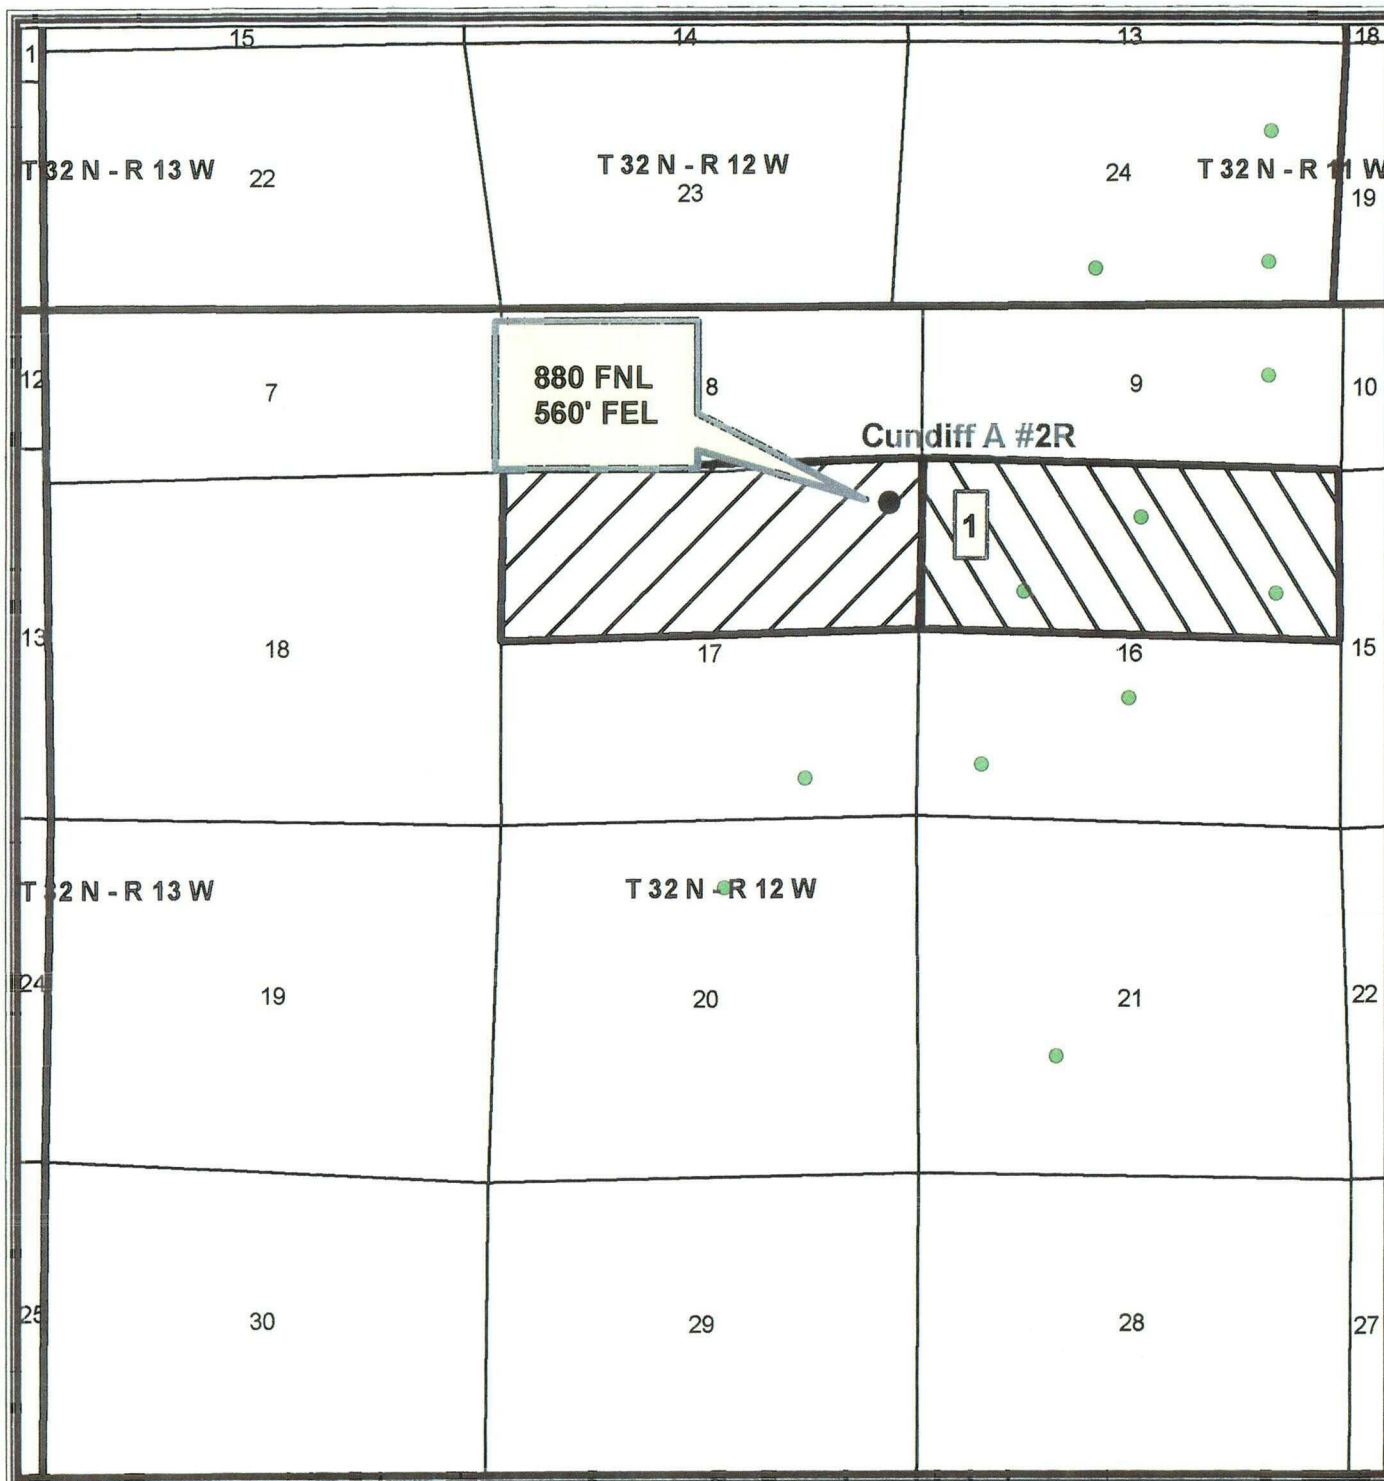 15 14 13 18
1
T 32 N - R 13 W 22 T 32 N - R 12 W 24 T 32 N - R 11 W
23 19
12 7 880 FNL 8 9 10
560' FEL
Cundiff A #2R
1
13 18 17 16 15
T 32 N - R 13 W T 32 N - R 12 W
24 19 20 21 22
25 30 29 28 27